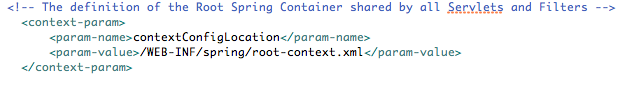 <!-- The definition of the Root Spring Container shared by all Servlets and Filters -->
<context-param>
<param-name>contextConfigLocation</param-name>
<param-value>/WEB-INF/spring/root-context.xml</param-value>
</context-param>